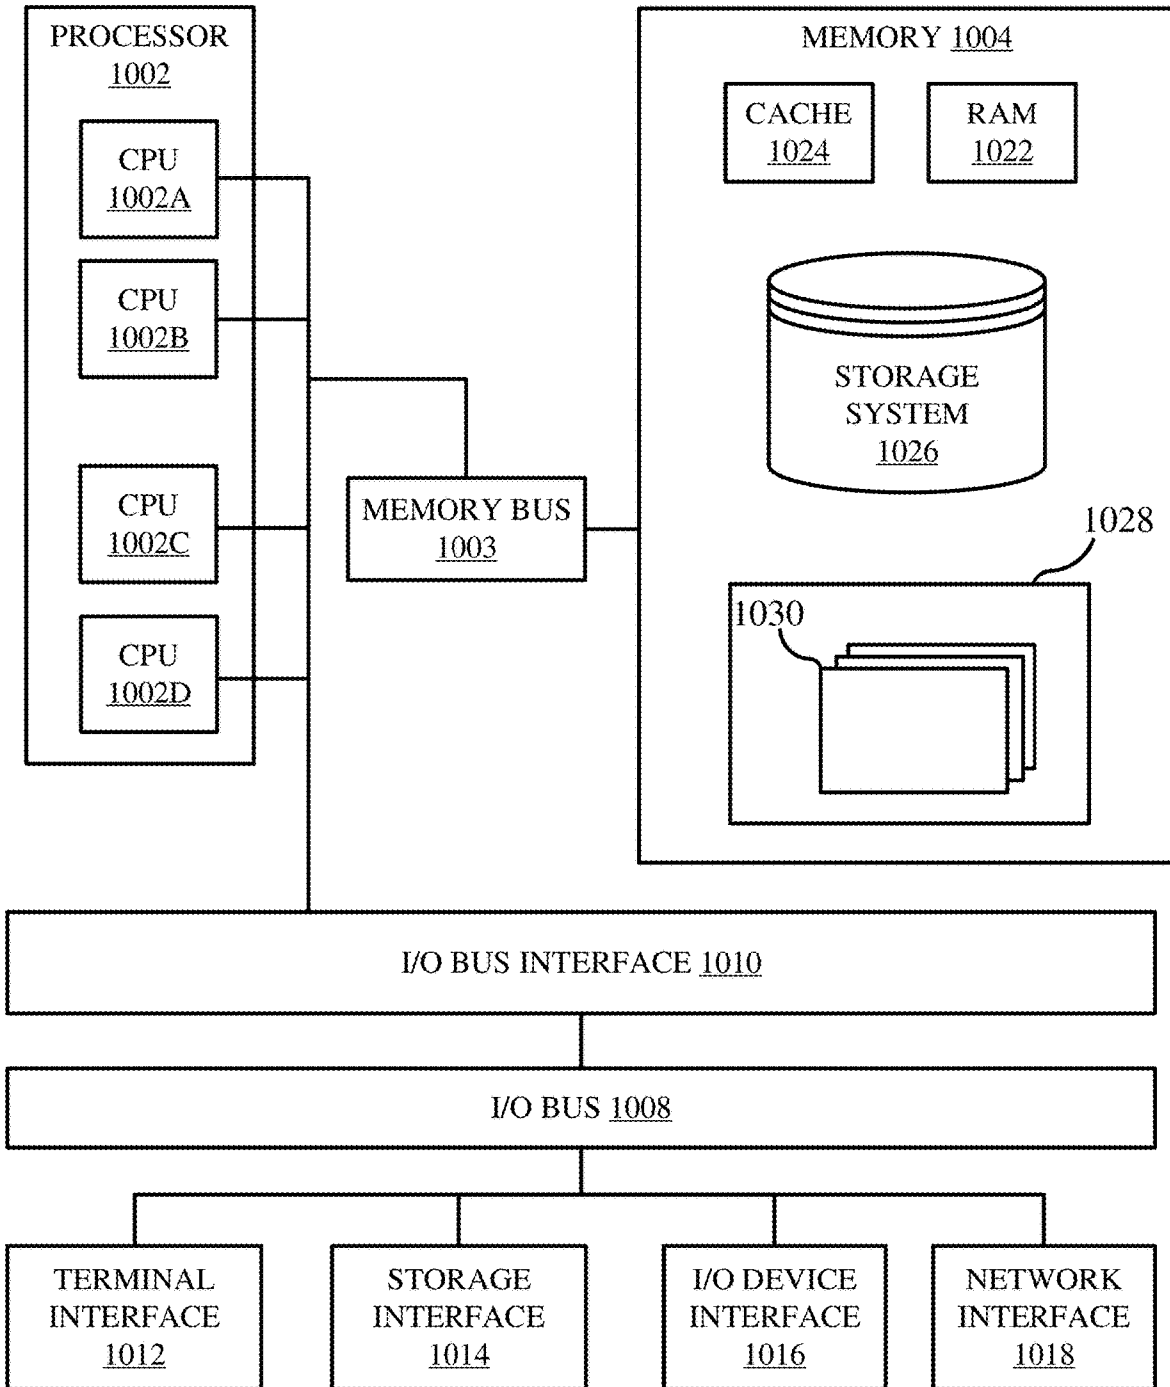 PROCESSOR
1002
CPU
1002A
CPU
1002B
CPU
1002C
CPU
1002D
MEMORY BUS
1003
MEMORY 1004
CACHE
1024
RAM
1022
STORAGE
SYSTEM
1026
1028
1030
I/O BUS INTERFACE 1010
I/O BUS 1008
TERMINAL
INTERFACE
1012
STORAGE
INTERFACE
1014
I/O DEVICE
INTERFACE
1016
NETWORK
INTERFACE
1018